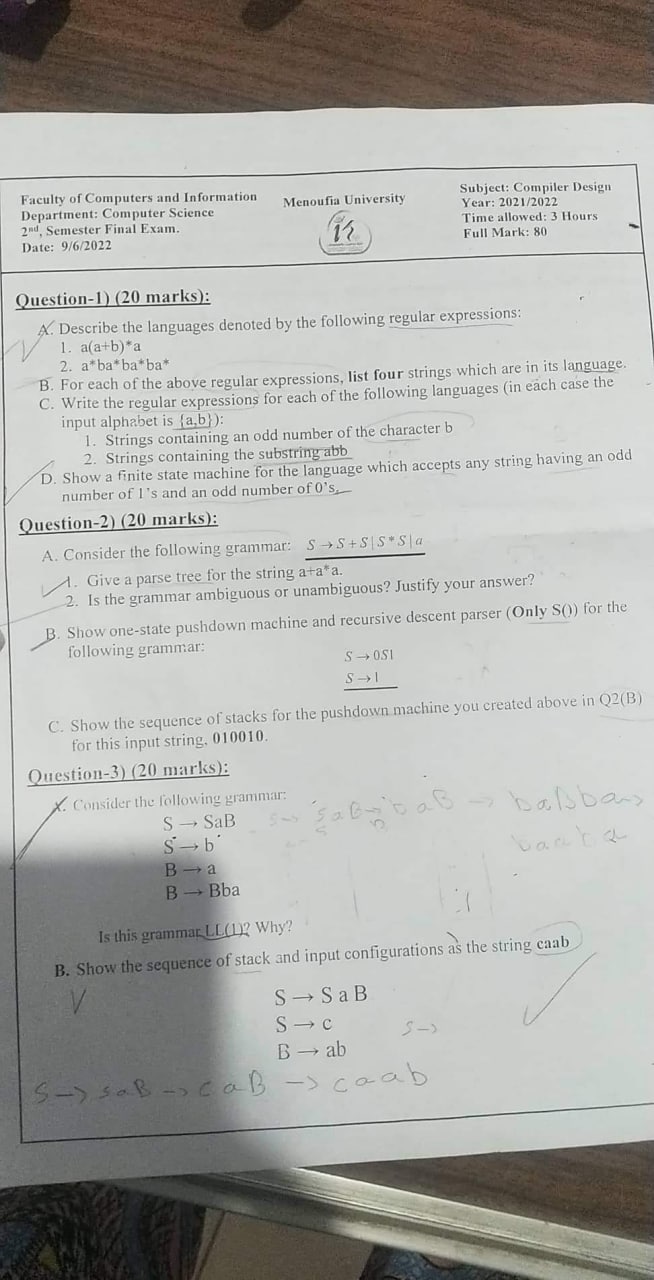 Faculty of Computers and Information
Department: Computer Science
2nd, Semester Final Exam.
Date: 9/6/2022
Menoufia University
Subject: Compiler Design
Year: 2021/2022
Time allowed: 3 Hours
Full Mark: 80
Question-1) (20 marks):
A. Describe the languages denoted by the following regular expressions:
1. a(a+b)*a
2. a*ba*ba*ba*
B. For each of the above regular expressions, list four strings which are in its language.
C. Write the regular expressions for each of the following languages (in each case the
input alphabet is {a,b}):
1. Strings containing an odd number of the character b
2. Strings containing the substring abb
D. Show a finite state machine for the language which accepts any string having an odd
number of 1's and an odd number of 0's.
Question-2) (20 marks):
A. Consider the following grammar: S → S + S | S * S | a
1. Give a parse tree for the string a+a*a.
2. Is the grammar ambiguous or unambiguous? Justify your answer?
B. Show one-state pushdown machine and recursive descent parser (Only S()) for the
following grammar:
S → 0S1
S → 1
C. Show the sequence of stacks for the pushdown machine you created above in Q2(B)
for this input string, 010010.
Question-3) (20 marks):
A. Consider the following grammar:
S → SaB
S → b
B → a
B → Bba
Is this grammar LL(1)? Why?
B. Show the sequence of stack and input configurations as the string caab
S → S a B
S → c
B → ab
S →
S → SaB → caB → caab